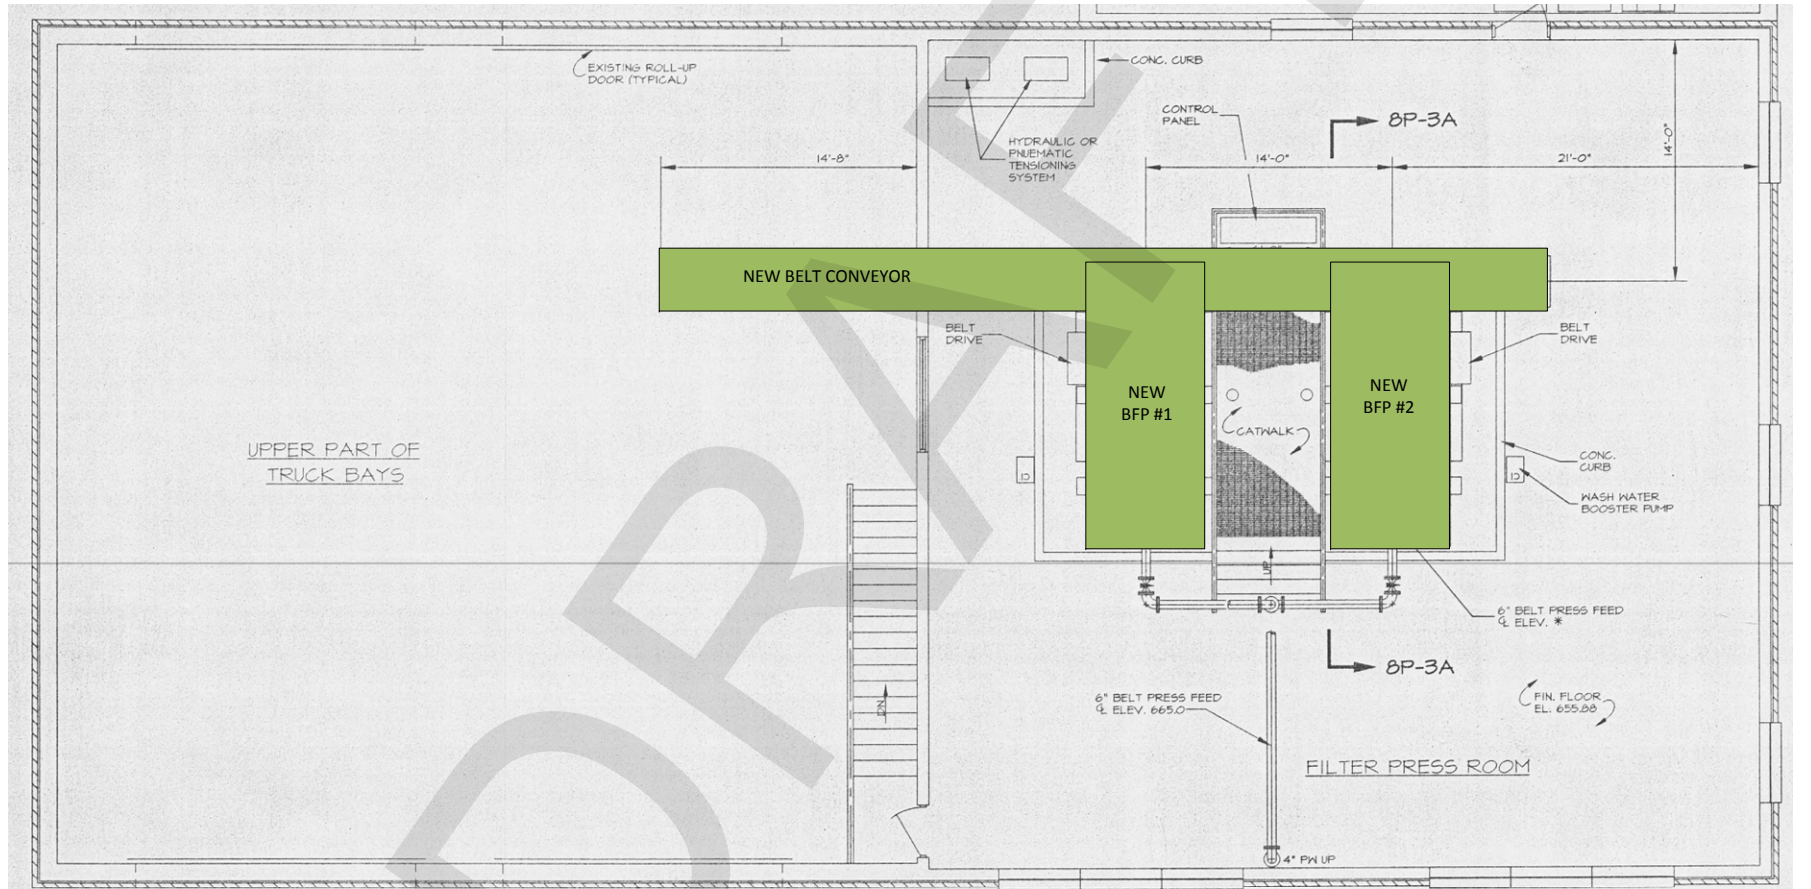 EXISTING ROLL-UP
DOOR (TYPICAL)
CONC. CURB
CONTROL
PANEL
8P-3A
HYDRAULIC OR
PNUEMATIC
TENSIONING
SYSTEM
14'-8"
14'-0"
21'-0"
14'-0"
NEW BELT CONVEYOR
BELT
DRIVE
BELT
DRIVE
NEW
BFP #1
NEW
BFP #2
CATWALK
UPPER PART OF
TRUCK BAYS
CONC.
CURB
WASH WATER
BOOSTER PUMP
UP
6" BELT PRESS FEED
℄ ELEV. *
8P-3A
6" BELT PRESS FEED
℄ ELEV. 665.0
FIN. FLOOR
EL. 655.88
DN
FILTER PRESS ROOM
4" PW UP
DRAFT